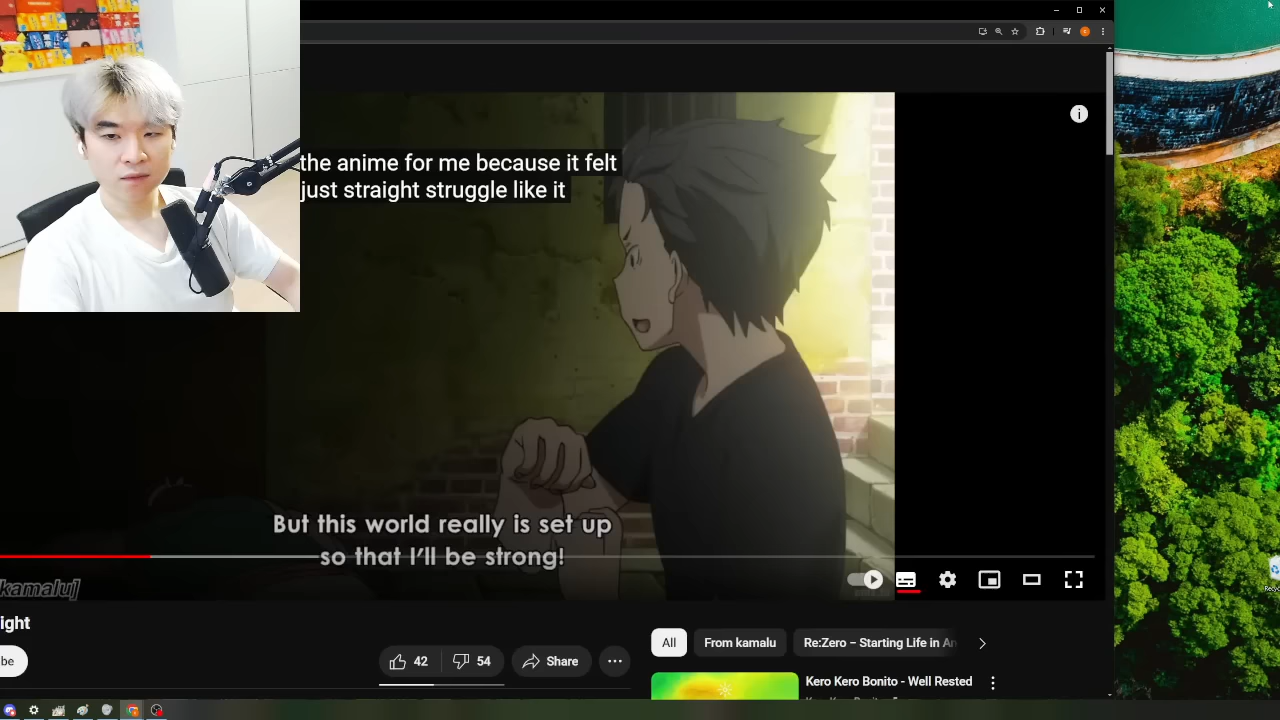 the anime for me because it felt
just straight struggle like it
But this world really is set up
so that I'll be strong!
kamaluj
ight
be
42
54
Share
All
From kamalu
Re:Zero – Starting Life in An
Kero Kero Bonito - Well Rested
Recyc